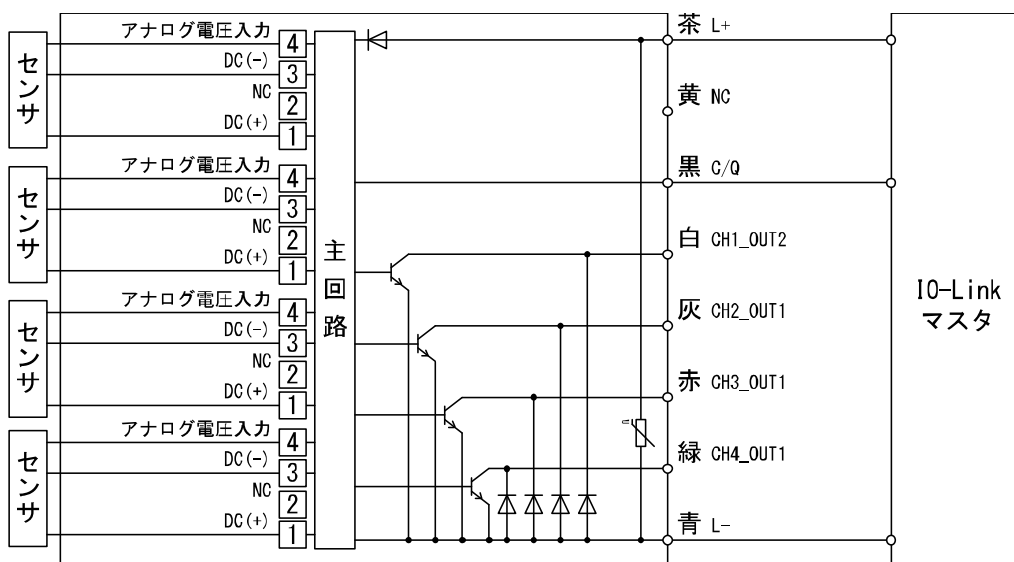 センサ
アナログ電圧入力 4
DC(-) 3
NC 2
DC(+) 1
センサ
アナログ電圧入力 4
DC(-) 3
NC 2
DC(+) 1
センサ
アナログ電圧入力 4
DC(-) 3
NC 2
DC(+) 1
センサ
アナログ電圧入力 4
DC(-) 3
NC 2
DC(+) 1
主回路
茶 L+
黄 NC
黒 C/Q
白 CH1_OUT2
灰 CH2_OUT1
赤 CH3_OUT1
緑 CH4_OUT1
青 L-
IO-Link
マスタ